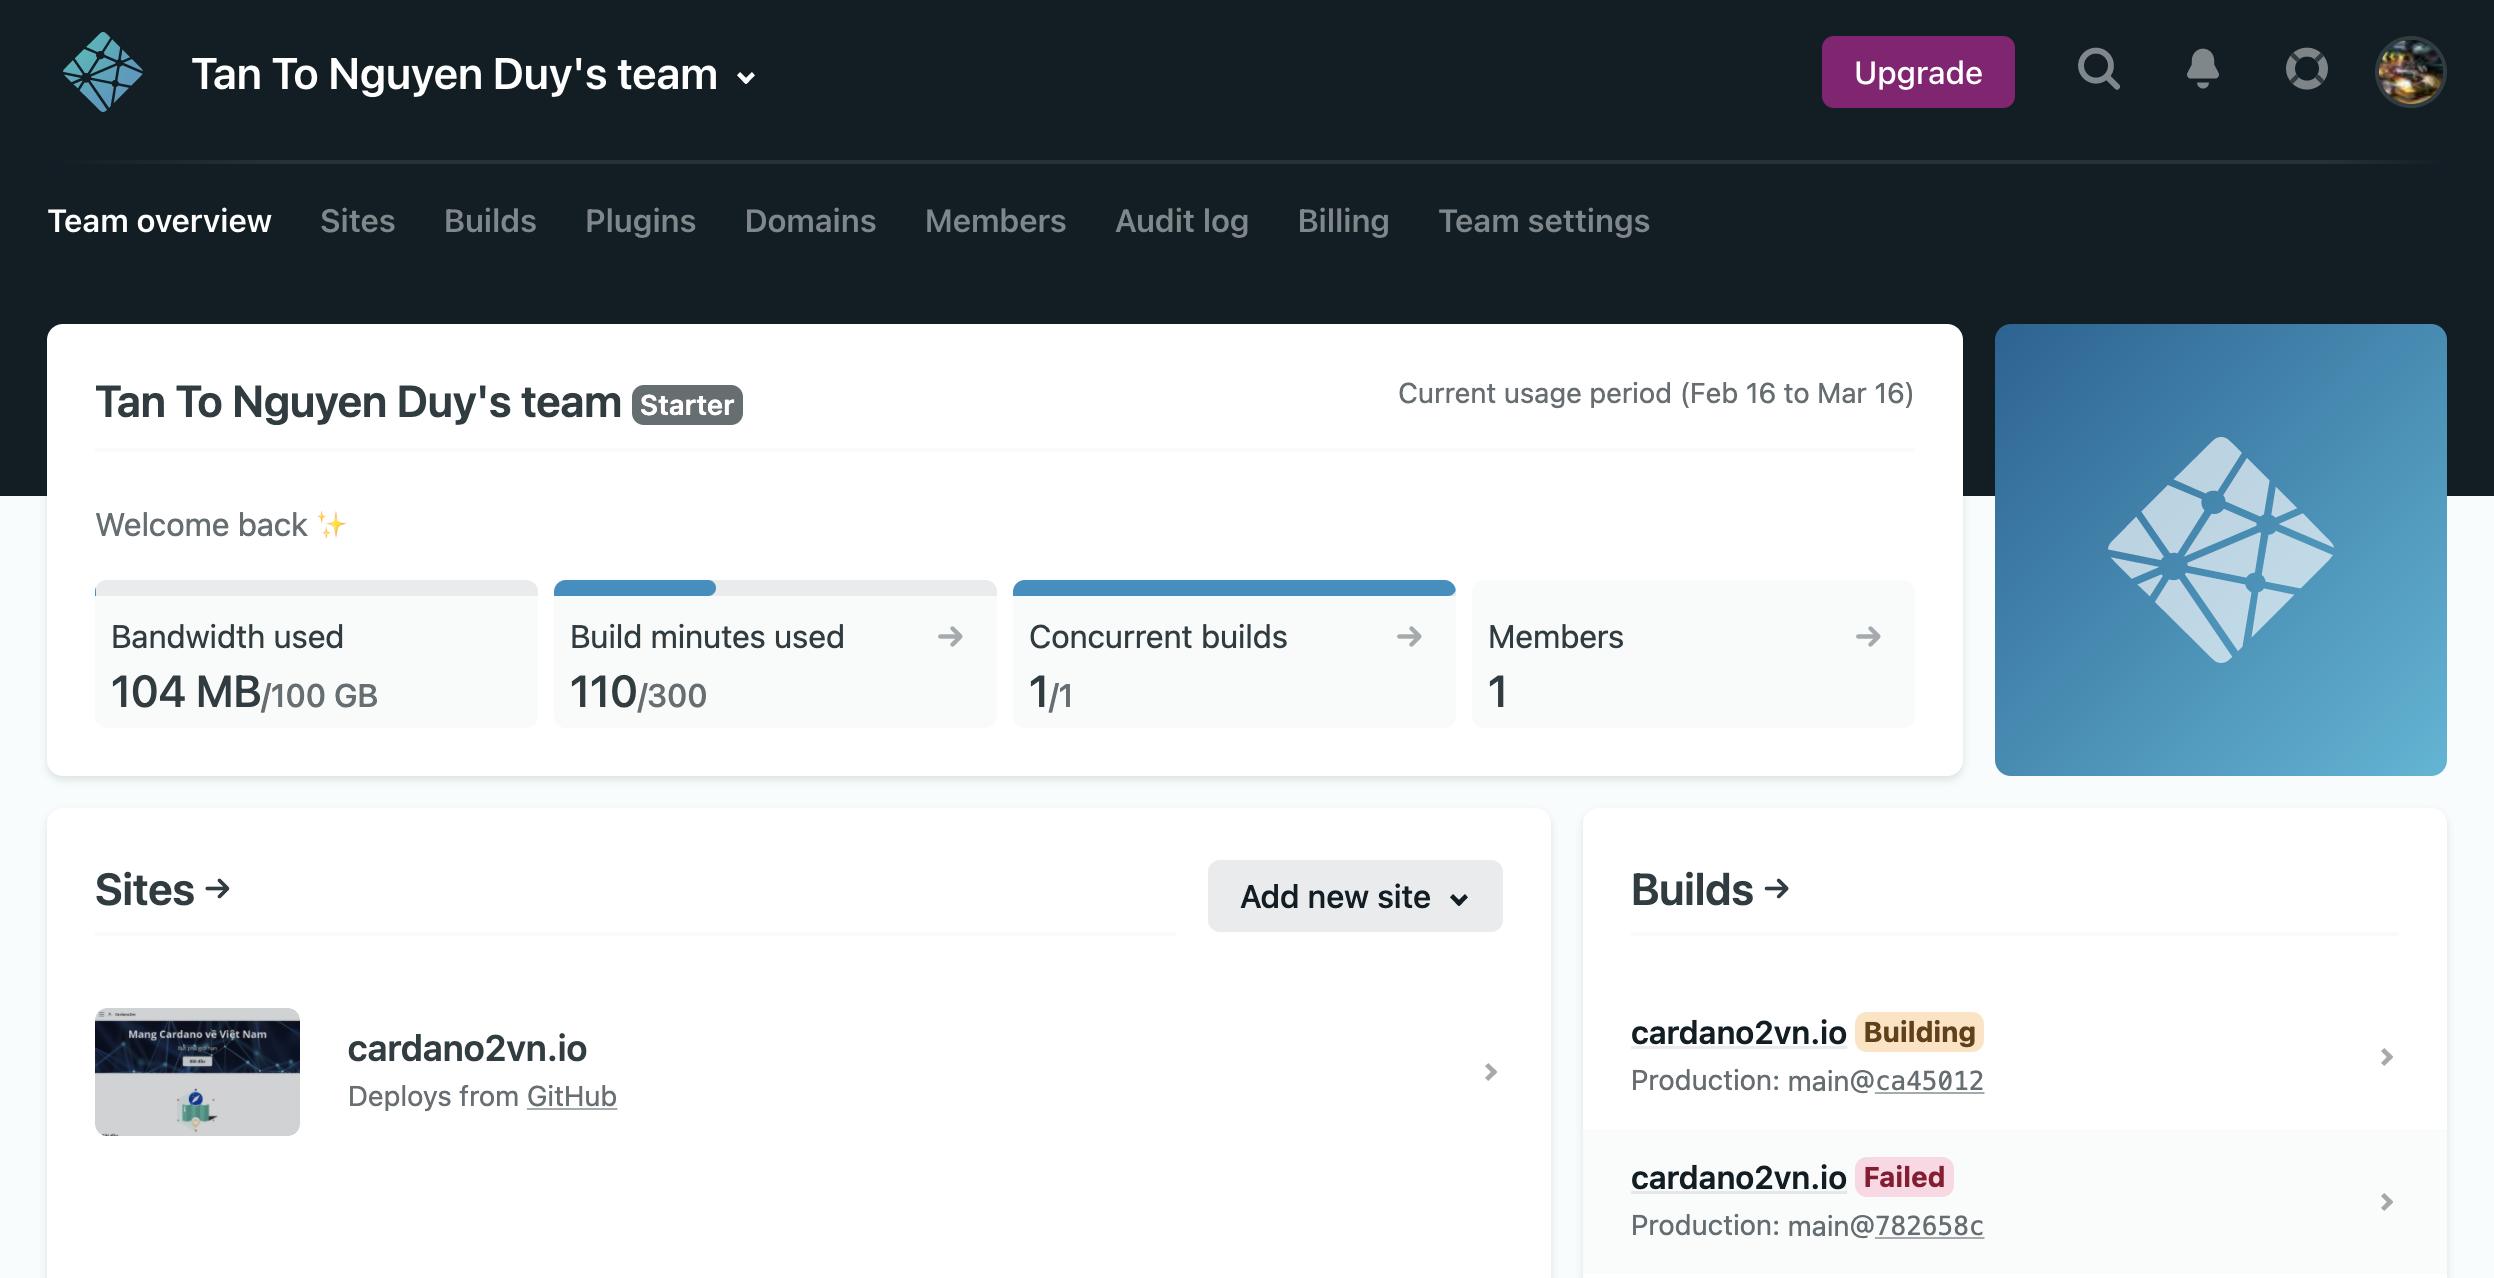 Tan To Nguyen Duy's team
Upgrade
Team overview Sites Builds Plugins Domains Members Audit log Billing Team settings
Tan To Nguyen Duy's team Starter
Current usage period (Feb 16 to Mar 16)
Welcome back ✨
Bandwidth used
104 MB/100 GB
Build minutes used
110/300
Concurrent builds
1/1
Members
1
Sites
Add new site
Mang Cardano về Việt Nam
cardano2vn.io
Deploys from GitHub
Builds
cardano2vn.io Building
Production: main@ca45012
cardano2vn.io Failed
Production: main@782658c